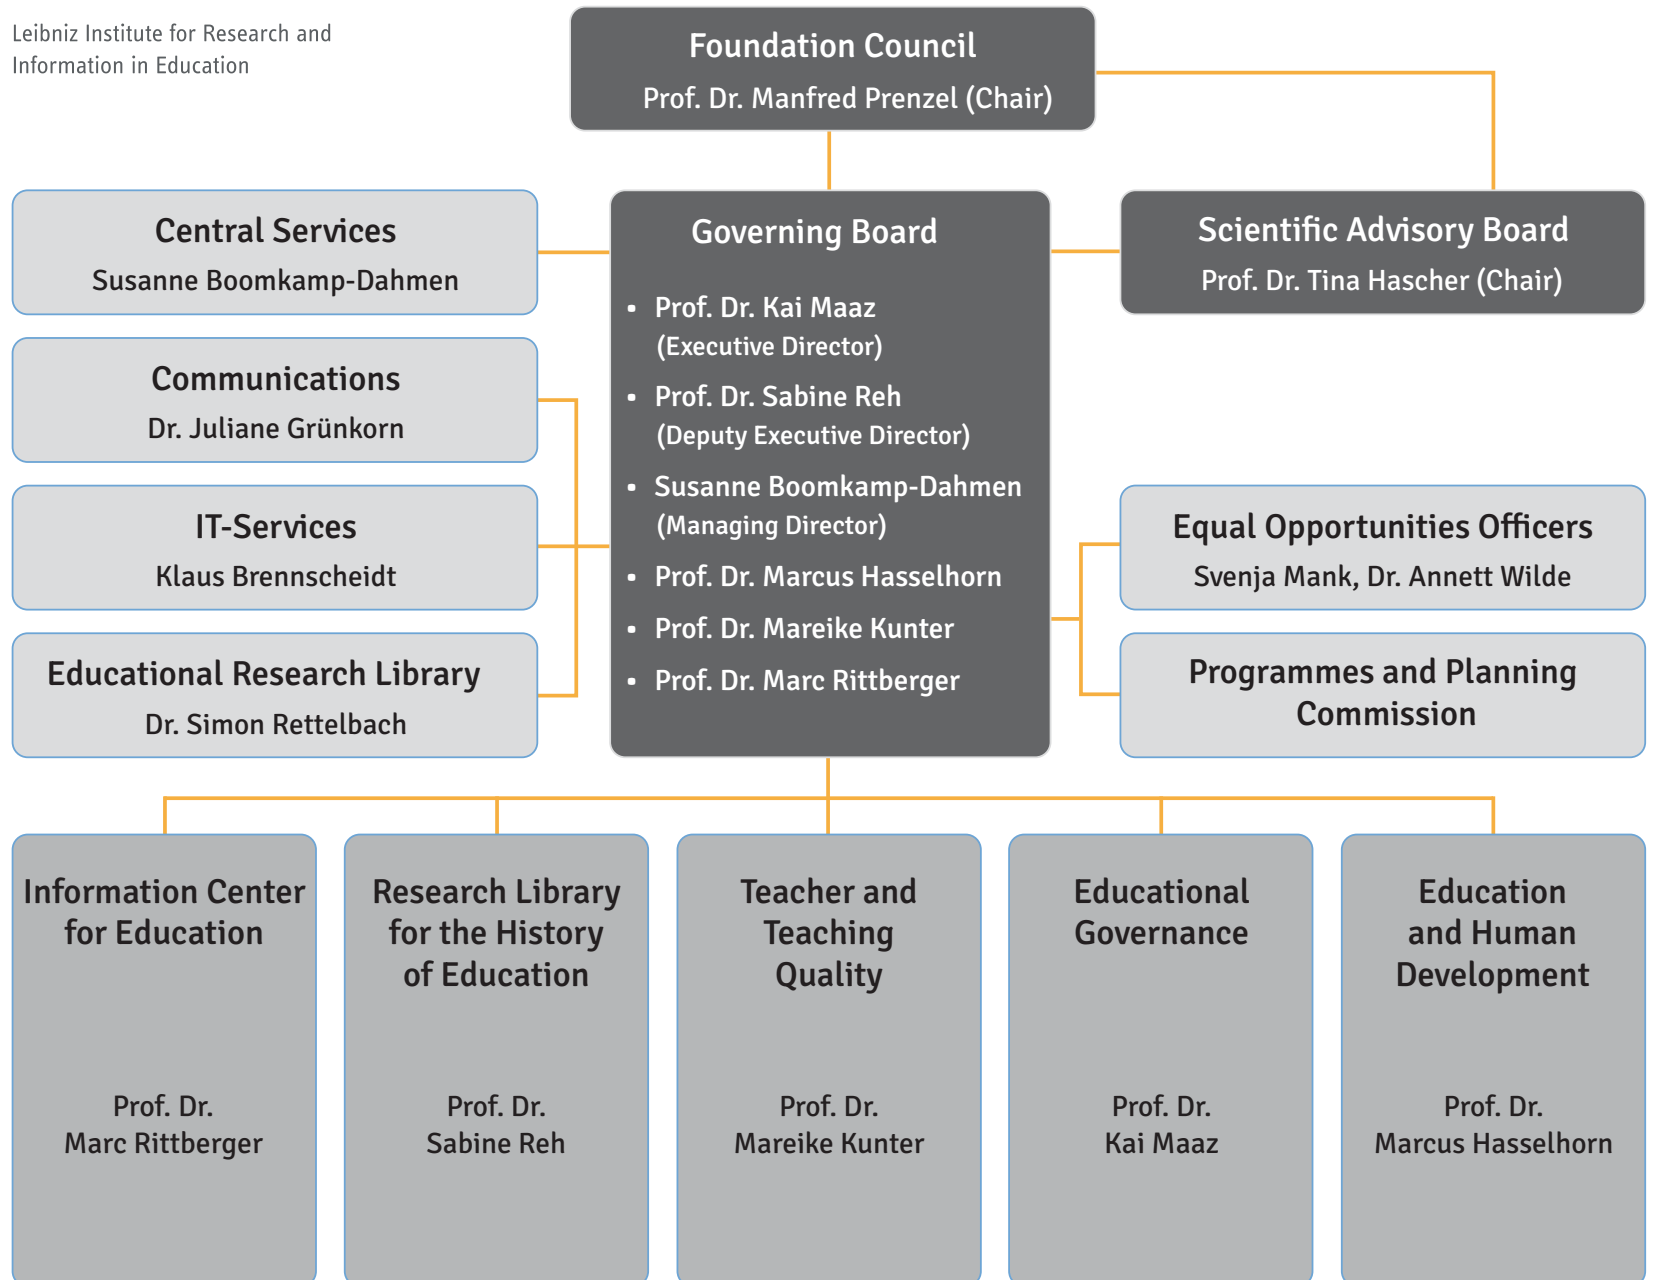 Leibniz Institute for Research and
Information in Education
Foundation Council
Prof. Dr. Manfred Prenzel (Chair)
Central Services
Susanne Boomkamp-Dahmen
Communications
Dr. Juliane Grünkorn
IT-Services
Klaus Brennscheidt
Educational Research Library
Dr. Simon Rettelbach
Governing Board
• Prof. Dr. Kai Maaz
(Executive Director)
• Prof. Dr. Sabine Reh
(Deputy Executive Director)
• Susanne Boomkamp-Dahmen
(Managing Director)
• Prof. Dr. Marcus Hasselhorn
• Prof. Dr. Mareike Kunter
• Prof. Dr. Marc Rittberger
Scientific Advisory Board
Prof. Dr. Tina Hascher (Chair)
Equal Opportunities Officers
Svenja Mank, Dr. Annett Wilde
Programmes and Planning
Commission
Information Center
for Education
Prof. Dr.
Marc Rittberger
Research Library
for the History
of Education
Prof. Dr.
Sabine Reh
Teacher and
Teaching
Quality
Prof. Dr.
Mareike Kunter
Educational
Governance
Prof. Dr.
Kai Maaz
Education
and Human
Development
Prof. Dr.
Marcus Hasselhorn